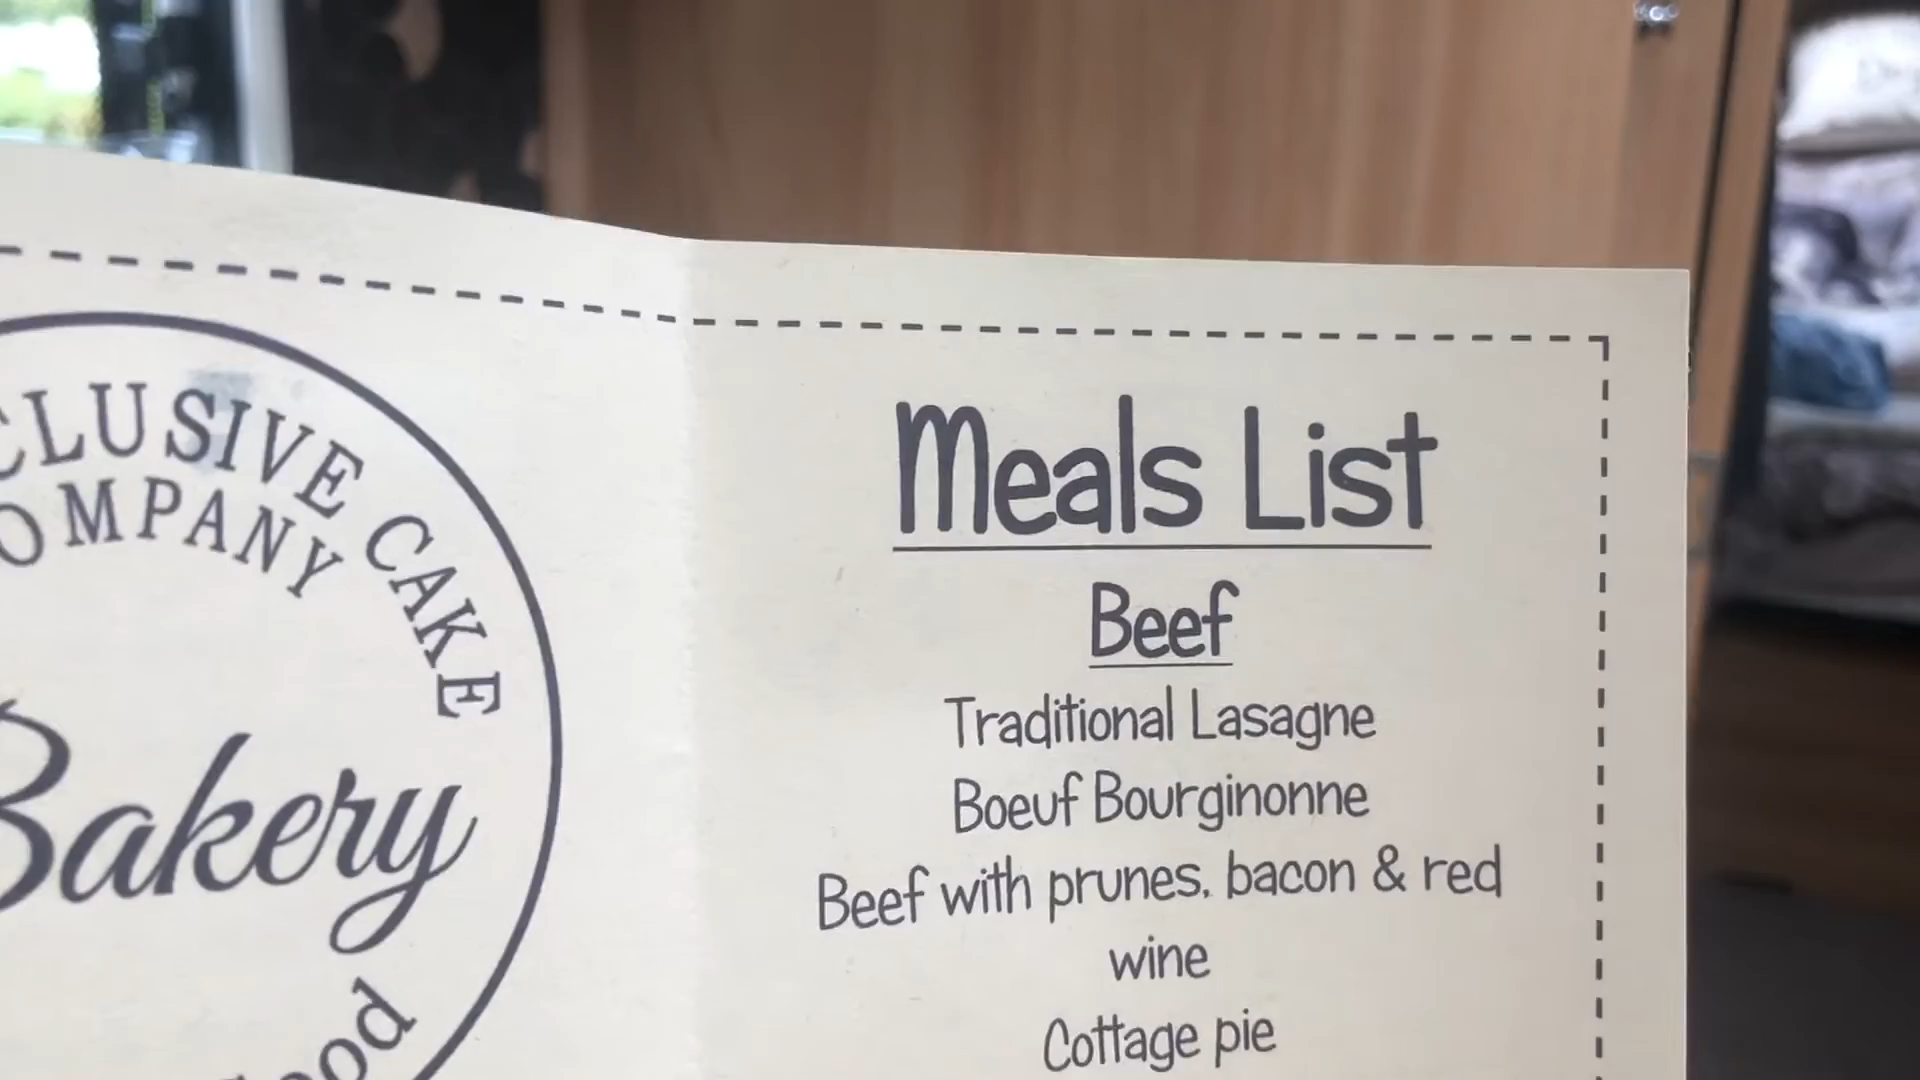 CLUSIVE CAKE
OMPANY
Bakery
ood
Meals List
Beef
Traditional Lasagne
Boeuf Bourginonne
Beef with prunes, bacon & red
wine
Cottage pie